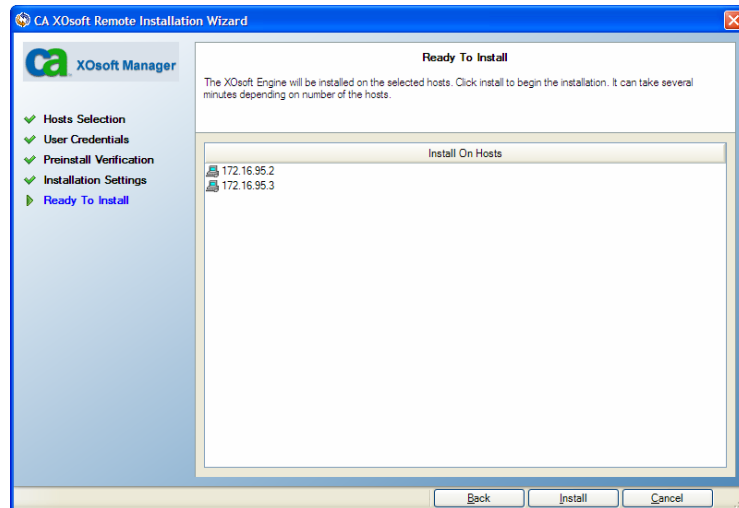 CA XOsoft Remote Installation Wizard
ca
XOsoft Manager
Hosts Selection
User Credentials
Preinstall Verification
Installation Settings
Ready To Install
Ready To Install
The XOsoft Engine will be installed on the selected hosts. Click install to begin the installation. It can take several
minutes depending on number of the hosts.
Install On Hosts
172.16.95.2
172.16.95.3
Back
Install
Cancel